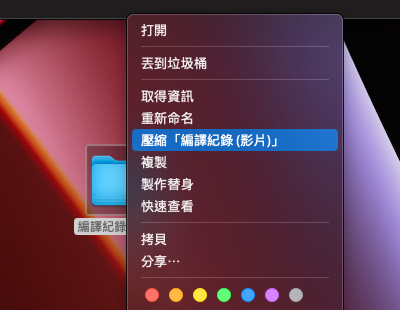 打開
丟到垃圾桶
取得資訊
重新命名
壓縮「編譯紀錄 (影片)」
複製
製作替身
快速查看
編譯紀錄
拷貝
分享⋯